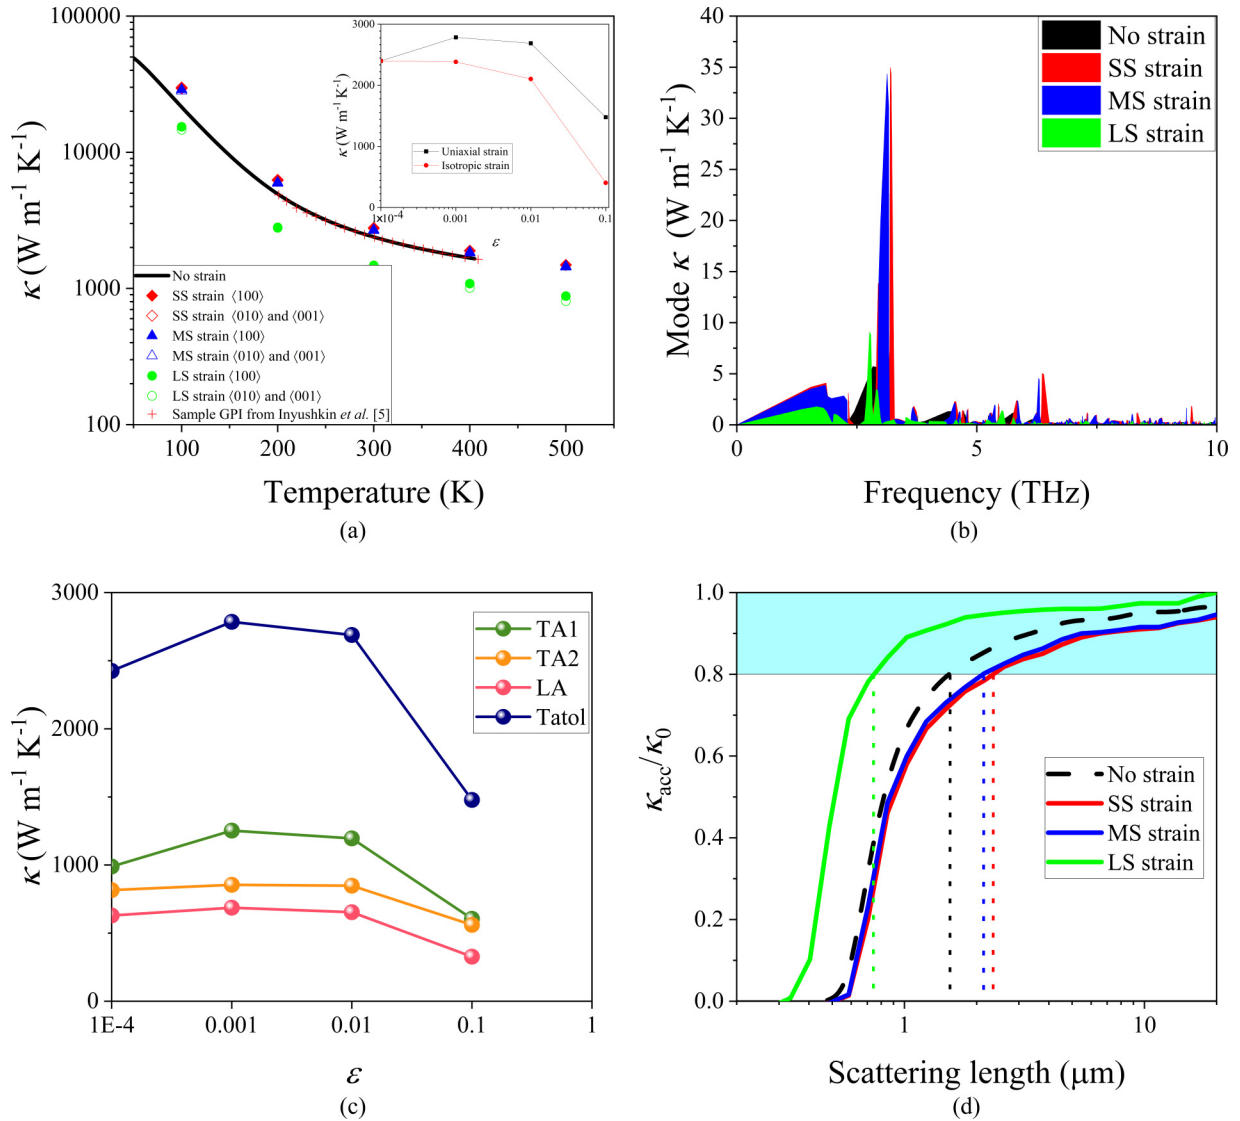 100000
10000
1000
100
κ (W m⁻¹ K⁻¹)
3000
2000
1000
0
κ (W m⁻¹ K⁻¹)
Uniaxial strain
Isotropic strain
1×10⁻⁴ 0.001 0.01 0.1
ε
No strain
SS strain ⟨100⟩
SS strain ⟨010⟩ and ⟨001⟩
MS strain ⟨100⟩
MS strain ⟨010⟩ and ⟨001⟩
LS strain ⟨100⟩
LS strain ⟨010⟩ and ⟨001⟩
Sample GPI from Inyushkin et al. [5]
100 200 300 400 500
Temperature (K)
(a)
40
35
30
25
20
15
10
5
0
Mode κ (W m⁻¹ K⁻¹)
No strain
SS strain
MS strain
LS strain
0 5 10
Frequency (THz)
(b)
3000
2000
1000
0
κ (W m⁻¹ K⁻¹)
TA1
TA2
LA
Tatol
1E-4 0.001 0.01 0.1 1
ε
(c)
1.0
0.8
0.6
0.4
0.2
0.0
κacc/κ0
No strain
SS strain
MS strain
LS strain
1 10
Scattering length (μm)
(d)